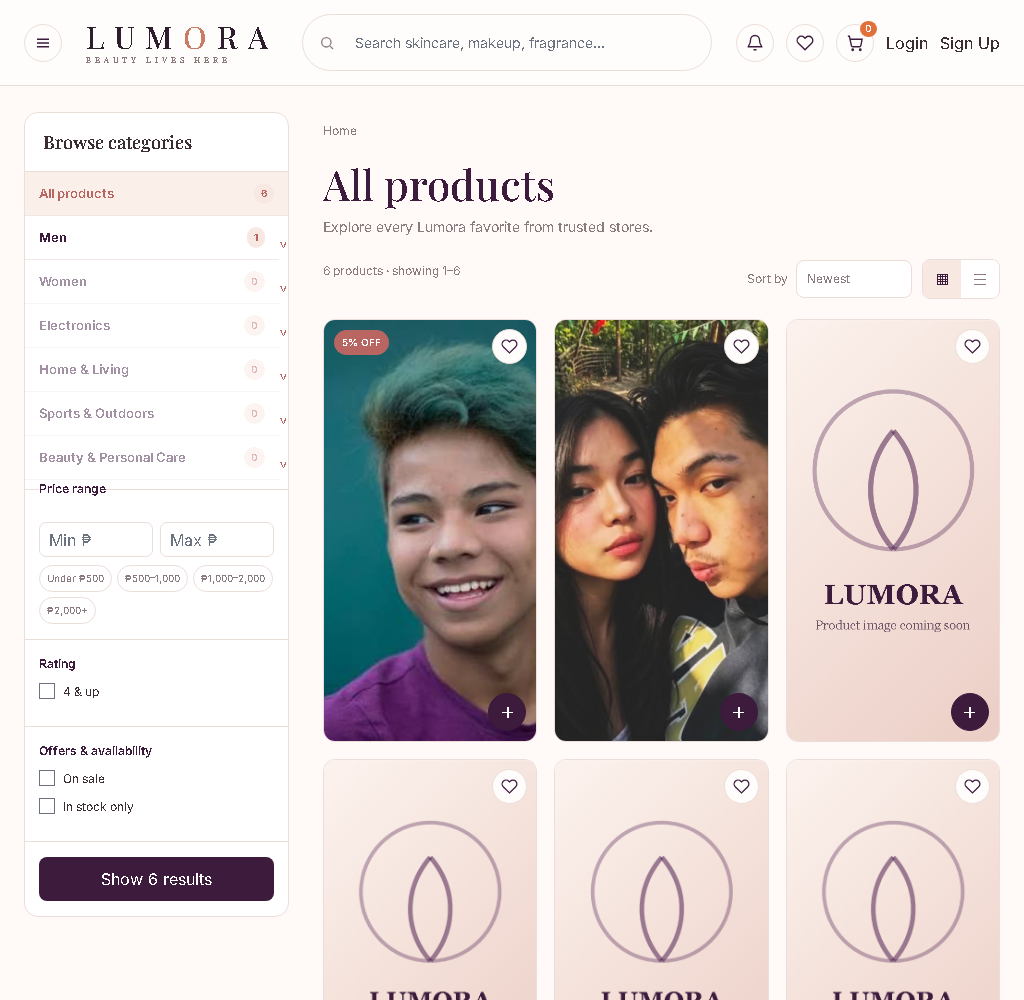 LUMORA
BEAUTY LIVES HERE
Search skincare, makeup, fragrance...
0
Login
Sign Up
Browse categories
All products 6
Men 1 v
Women 0 v
Electronics 0 v
Home & Living 0 v
Sports & Outdoors 0 v
Beauty & Personal Care 0 v
Price range
Min ₱ Max ₱
Under ₱500 ₱500–1,000 ₱1,000–2,000
₱2,000+
Rating
4 & up
Offers & availability
On sale
In stock only
Show 6 results
Home
All products
Explore every Lumora favorite from trusted stores.
6 products · showing 1–6
Sort by Newest
5% OFF
+
+
LUMORA
Product image coming soon
+
LUMORA
LUMORA
LUMORA